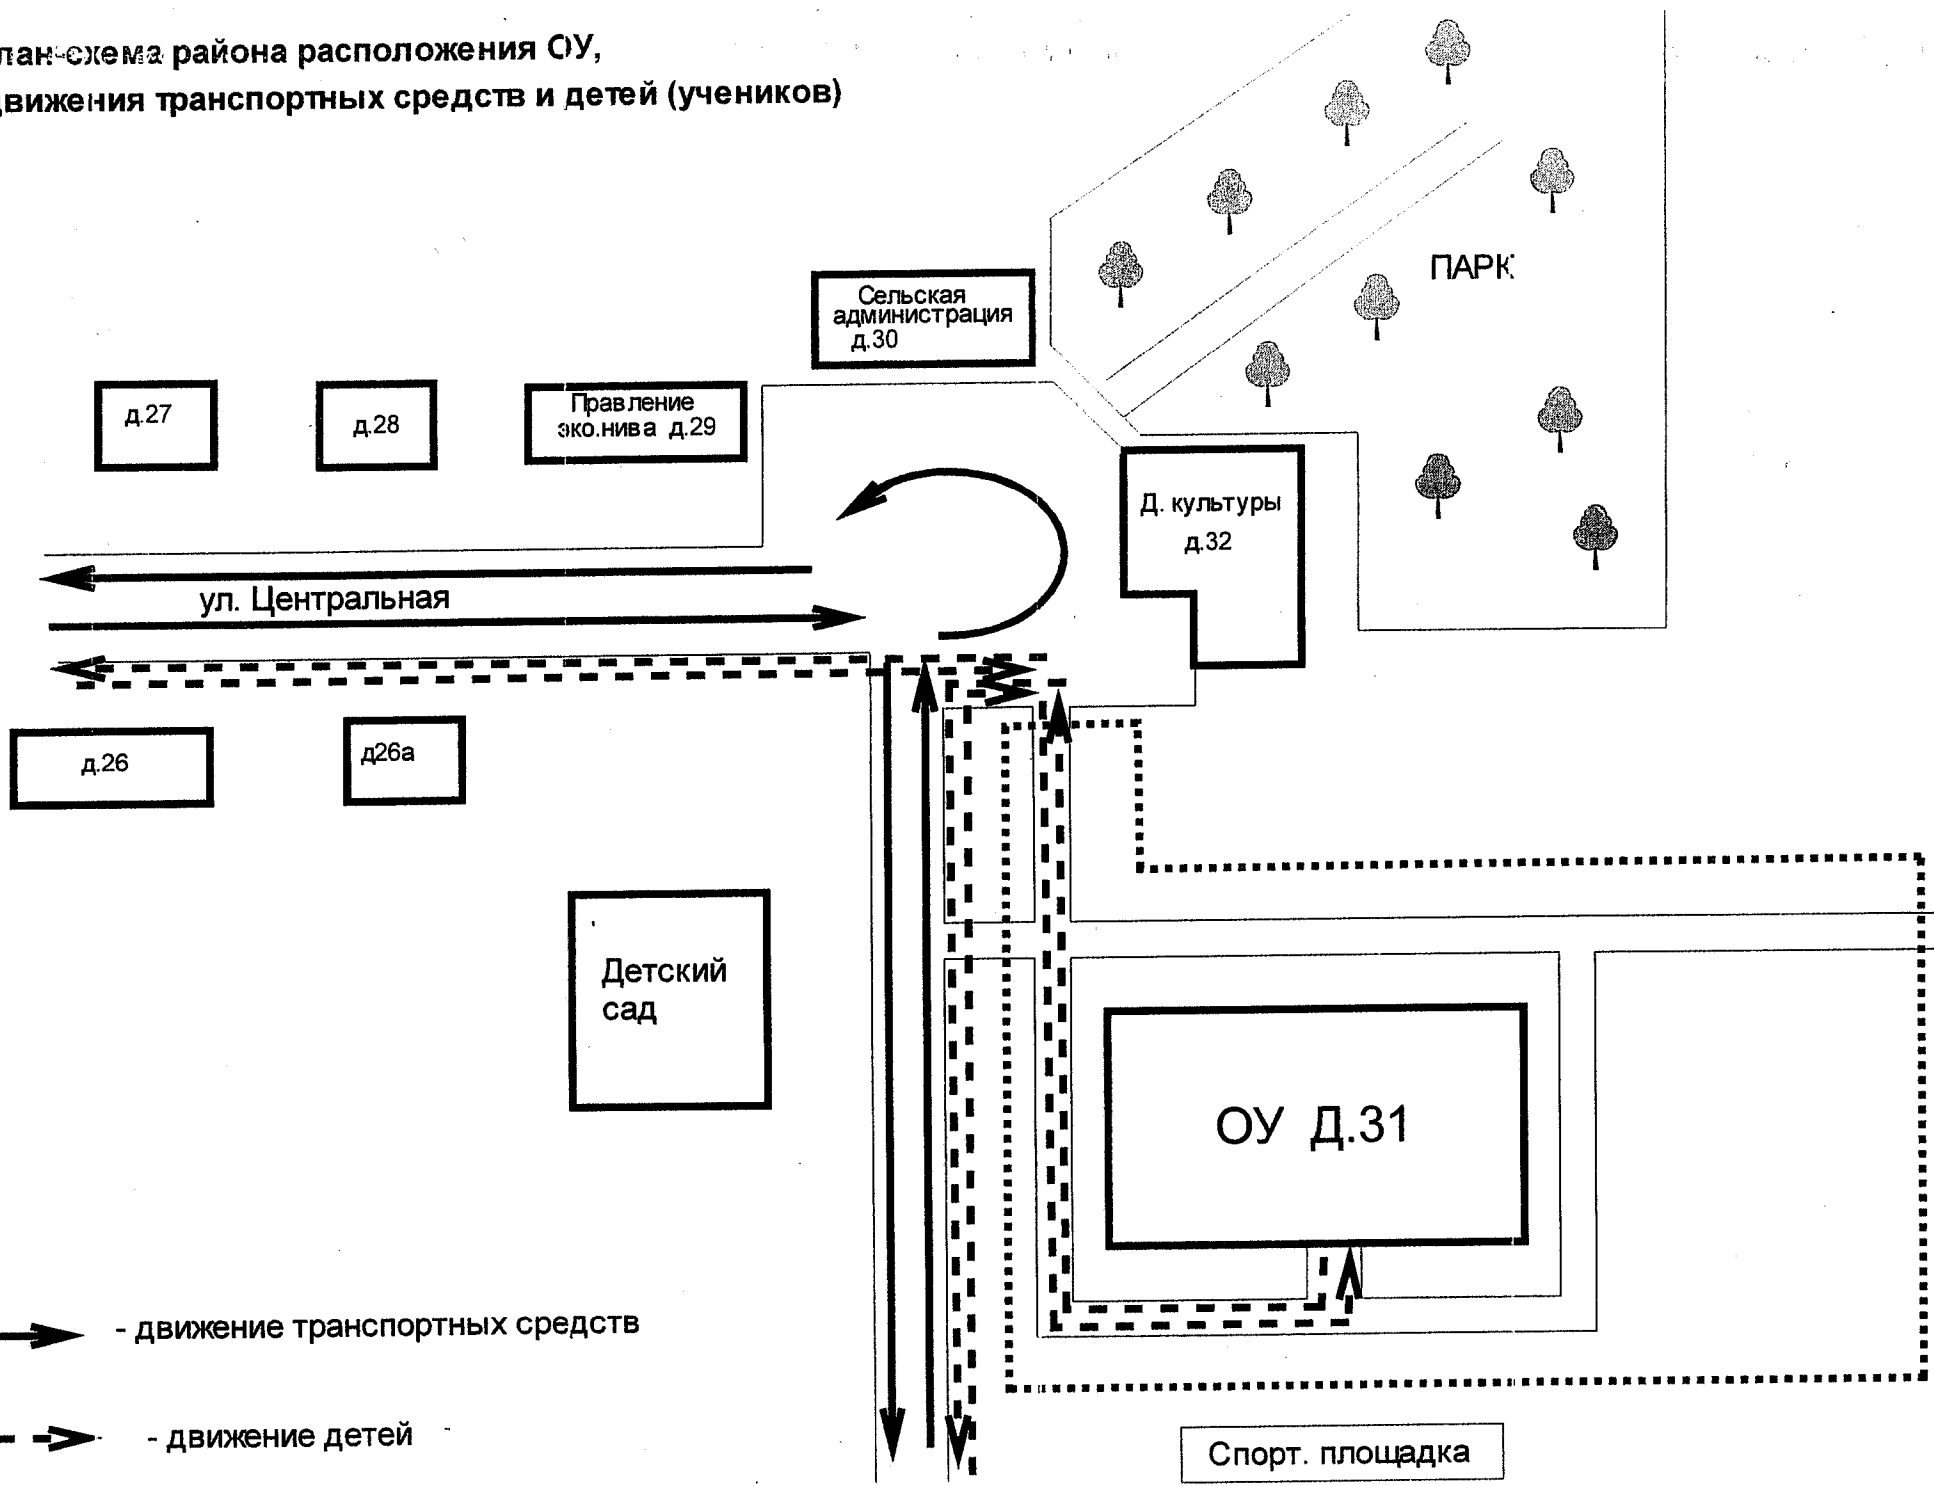 лан-схема района расположения ОУ,
движения транспортных средств и детей (учеников)
ПАРК
Сельская
администрация
д.30
д.27
д.28
Правление
эко.нива д.29
Д. культуры
д.32
ул. Центральная
д.26
д26а
Детский
сад
ОУ Д.31
- движение транспортных средств
- движение детей
Спорт. площадка